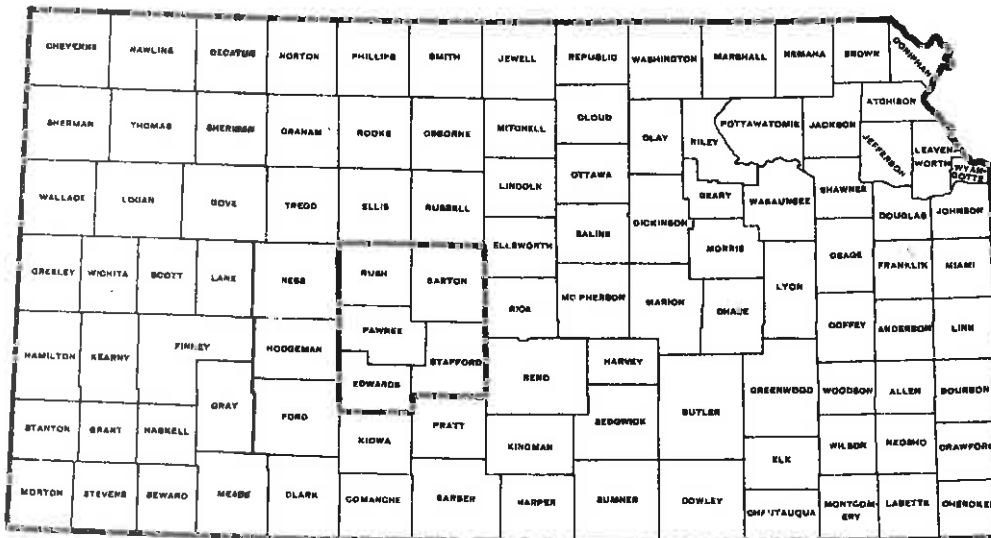 CHEYENNE RAWLINS DECATUR NORTON PHILLIPS SMITH JEWELL REPUBLIC WASHINGTON MARSHALL NEMAHA BROWN DONIPHAN
ATCHISON
SHERMAN THOMAS SHERIDAN GRAHAM ROOKS OSBORNE MITCHELL CLOUD CLAY RILEY POTTAWATOMIE JACKSON JEFFERSON LEAVEN-
WORTH
WYAN-
DOTTE
WALLACE LOGAN GOVE TREGO ELLIS RUSSELL LINCOLN OTTAWA DICKINSON GEARY WABAUNSEE SHAWNEE DOUGLAS JOHNSON
ELLSWORTH SALINE MORRIS OSAGE FRANKLIN MIAMI
GREELEY WICHITA SCOTT LANE NESS RUSH BARTON RICE MC PHERSON MARION CHASE LYON COFFEY ANDERSON LINN
HAMILTON KEARNY FINNEY HODGEMAN PAWNEE STAFFORD RENO HARVEY
EDWARDS
GRAY FORD BUTLER GREENWOOD WOODSON ALLEN BOURBON
STANTON GRANT HASKELL KIOWA PRATT KINGMAN SEDGWICK ELK WILSON NEOSHO CRAWFORD
MORTON STEVENS SEWARD MEADE CLARK COMANCHE BARBER HARPER SUMNER COWLEY CHAUTAUQUA MONTGOM-
ERY
LABETTE CHEROKEE